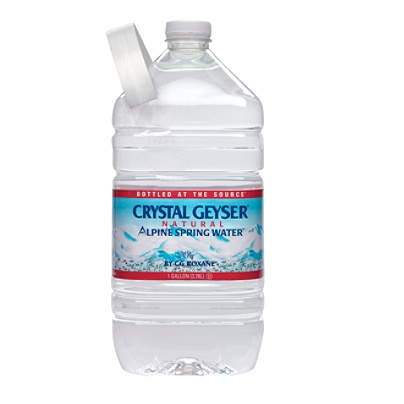 BOTTLED AT THE SOURCE
CRYSTAL GEYSER
NATURAL
ALPINE SPRING WATER
BY CG ROXANE
1 GALLON (3.78L)